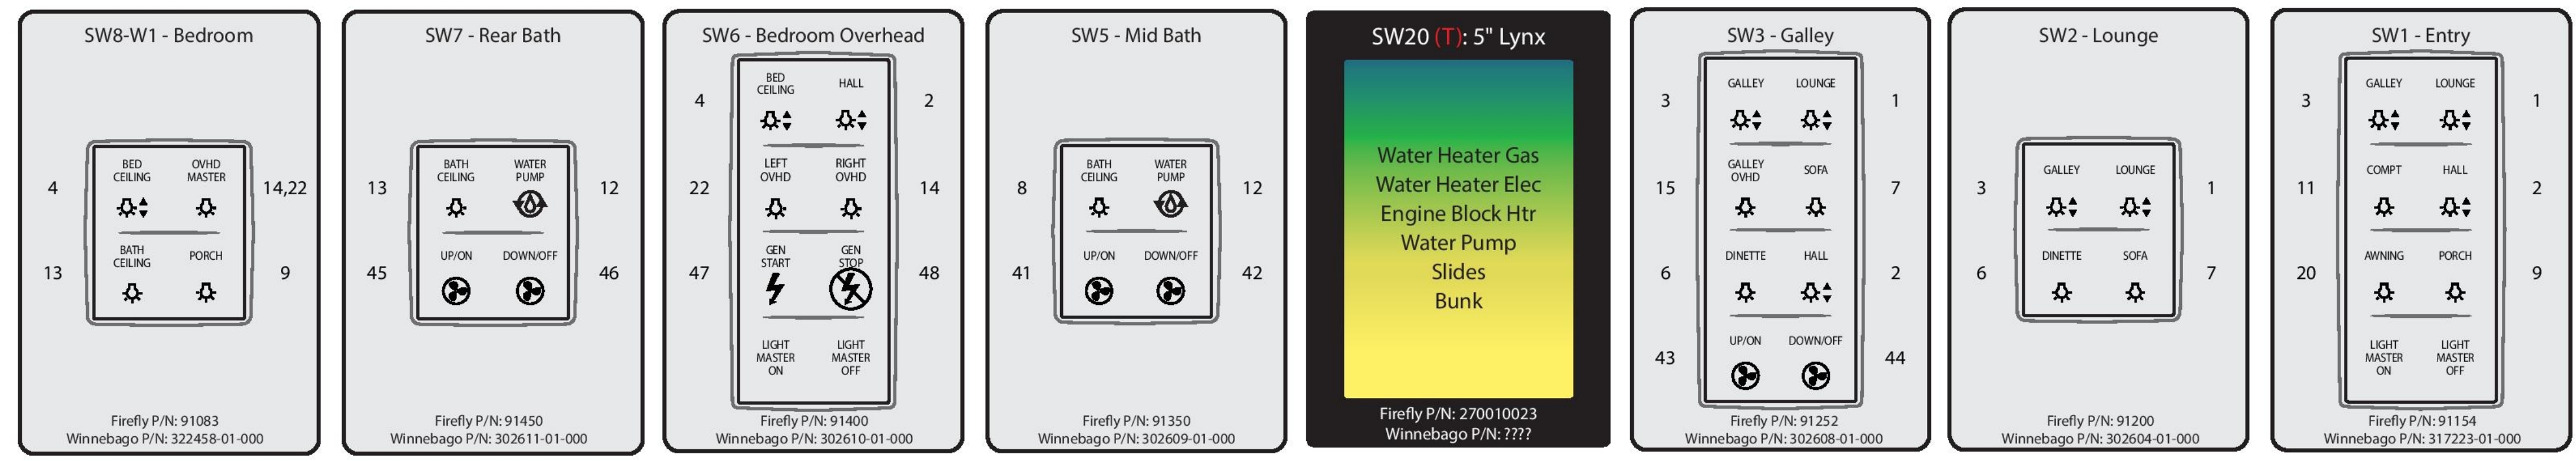 SW8-W1 - Bedroom
BED CEILING
OVHD MASTER
4
14,22
BATH CEILING
PORCH
13
9
Firefly P/N: 91083
Winnebago P/N: 322458-01-000
SW7 - Rear Bath
BATH CEILING
WATER PUMP
13
12
UP/ON
DOWN/OFF
45
46
Firefly P/N: 91450
Winnebago P/N: 302611-01-000
SW6 - Bedroom Overhead
BED CEILING
HALL
4
2
LEFT OVHD
RIGHT OVHD
22
14
GEN START
GEN STOP
47
48
LIGHT MASTER ON
LIGHT MASTER OFF
Firefly P/N: 91400
Winnebago P/N: 302610-01-000
SW5 - Mid Bath
BATH CEILING
WATER PUMP
8
12
UP/ON
DOWN/OFF
41
42
Firefly P/N: 91350
Winnebago P/N: 302609-01-000
SW20 (T): 5" Lynx
Water Heater Gas
Water Heater Elec
Engine Block Htr
Water Pump
Slides
Bunk
Firefly P/N: 270010023
Winnebago P/N: ????
SW3 - Galley
GALLEY
LOUNGE
3
1
GALLEY OVHD
SOFA
15
7
DINETTE
HALL
6
2
UP/ON
DOWN/OFF
43
44
Firefly P/N: 91252
Winnebago P/N: 302608-01-000
SW2 - Lounge
GALLEY
LOUNGE
3
1
DINETTE
SOFA
6
7
Firefly P/N: 91200
Winnebago P/N: 302604-01-000
SW1 - Entry
GALLEY
LOUNGE
3
1
COMPT
HALL
11
2
AWNING
PORCH
20
9
LIGHT MASTER ON
LIGHT MASTER OFF
Firefly P/N: 91154
Winnebago P/N: 317223-01-000